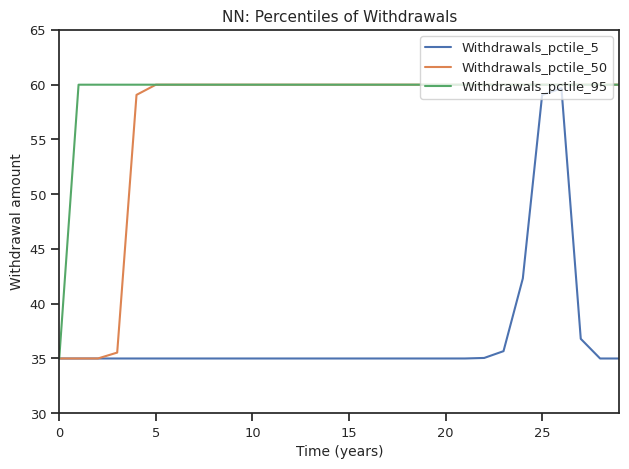 NN: Percentiles of Withdrawals
65
60
55
50
45
40
35
30
Withdrawal amount
Withdrawals_pctile_5
Withdrawals_pctile_50
Withdrawals_pctile_95
0 5 10 15 20 25
Time (years)